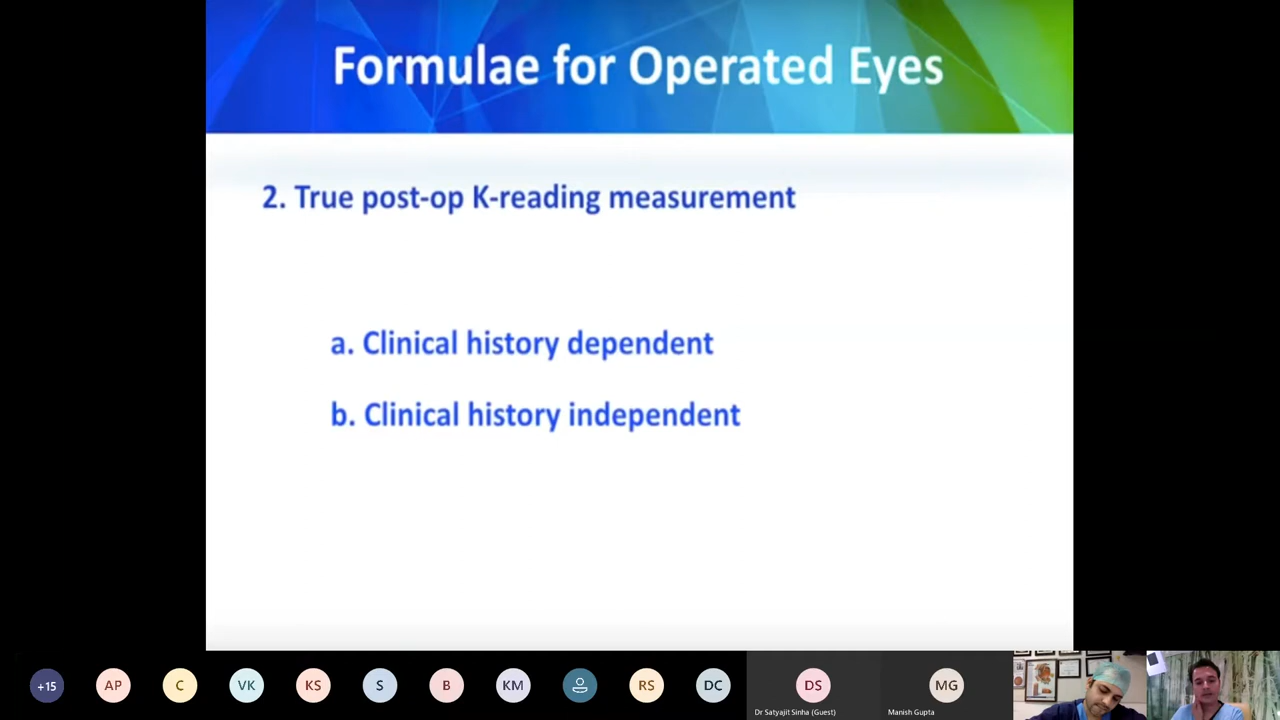 Formulae for Operated Eyes
2. True post-op K-reading measurement
a. Clinical history dependent
b. Clinical history independent
+15
AP
C
VK
KS
S
B
KM
RS
DC
DS
MG
Dr Satyajit Sinha (Guest)
Manish Gupta